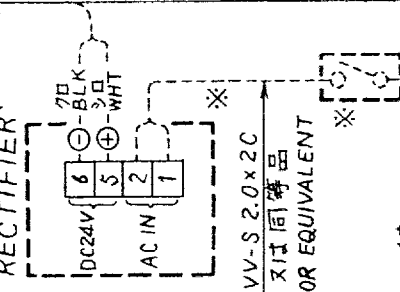 RECTIFIER
クロ
BLK
シロ
WHT
⊖
⊕
6
5
2
1
DC24V
AC IN
※
※
VV-S 2.0×2C
又は同等品
OR EQUIVALENT